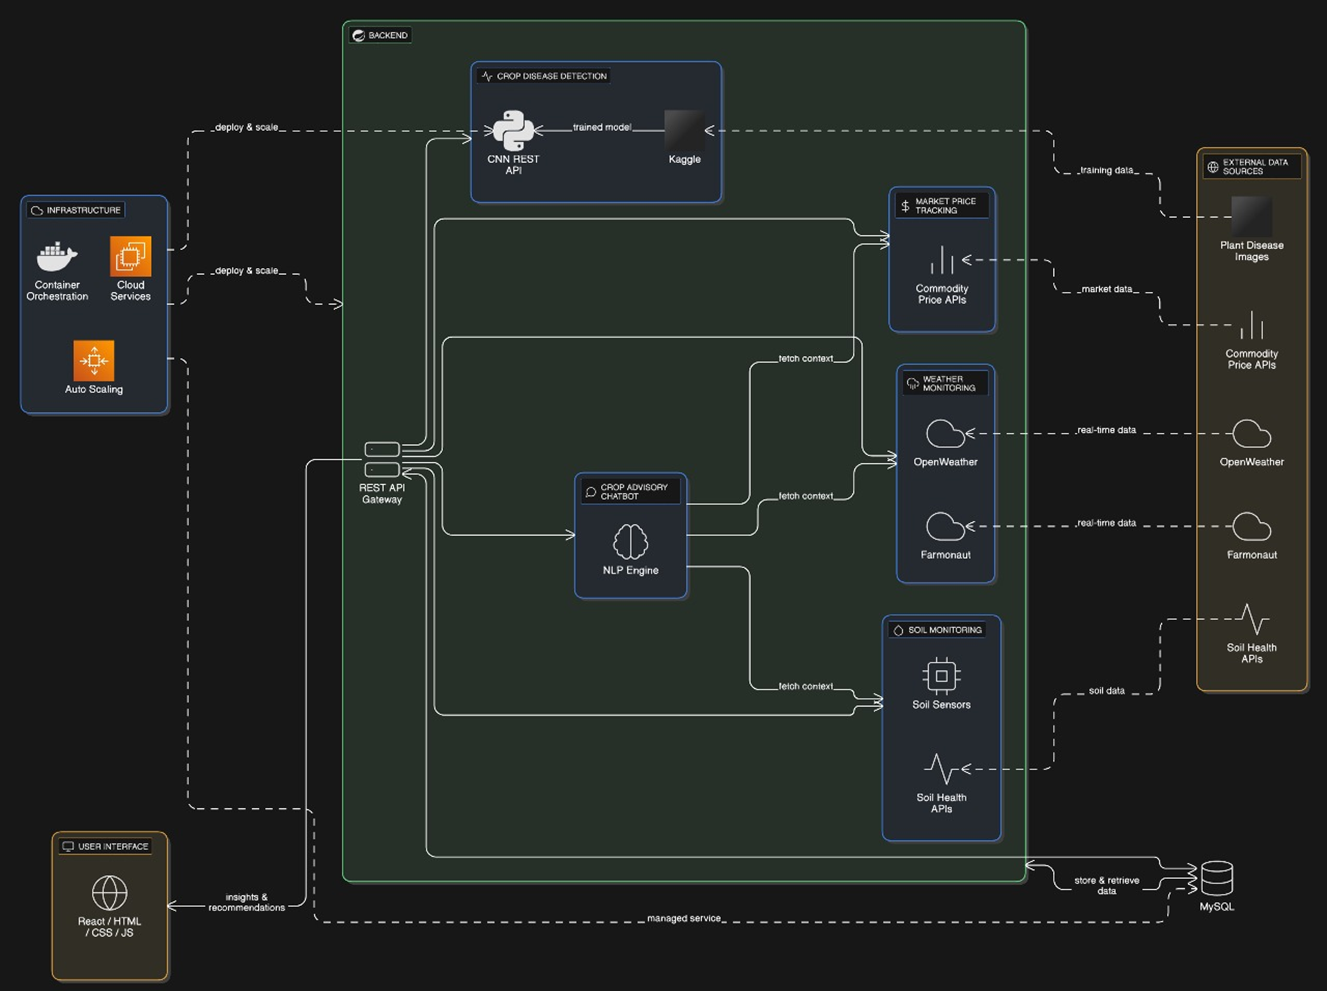 BACKEND
CROP DISEASE DETECTION
CNN REST
API
trained model
Kaggle
deploy & scale
INFRASTRUCTURE
Container
Orchestration
Cloud
Services
Auto Scaling
deploy & scale
training data
EXTERNAL DATA
SOURCES
Plant Disease
Images
MARKET PRICE
TRACKING
Commodity
Price APIs
market data
Commodity
Price APIs
fetch context
WEATHER
MONITORING
OpenWeather
Farmonaut
real-time data
real-time data
OpenWeather
Farmonaut
REST API
Gateway
CROP ADVISORY
CHATBOT
NLP Engine
fetch context
fetch context
SOIL MONITORING
Soil Sensors
Soil Health
APIs
soil data
Soil Health
APIs
USER INTERFACE
React / HTML
/ CSS / JS
insights &
recommendations
managed service
store & retrieve
data
MySQL